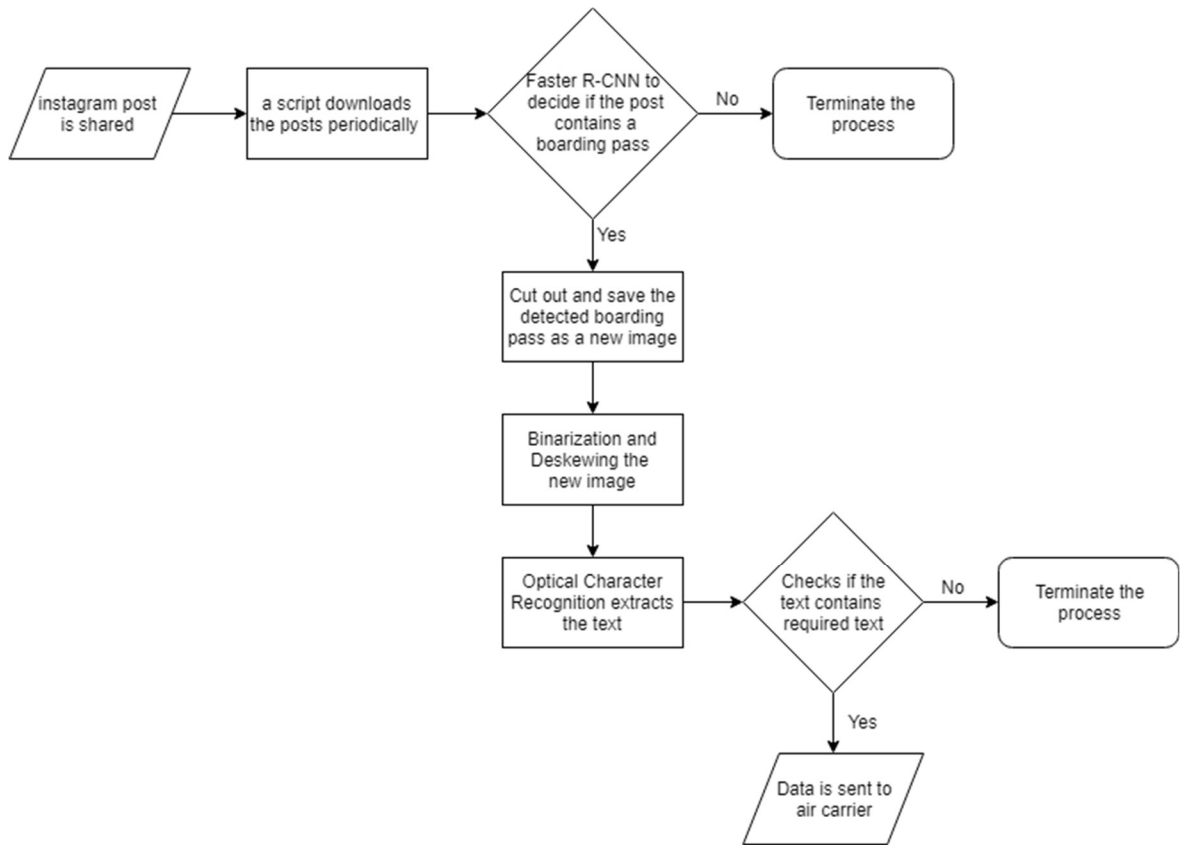 instagram post
is shared
a script downloads
the posts periodically
Faster R-CNN to
decide if the post
contains a
boarding pass
No
Terminate the
process
Yes
Cut out and save the
detected boarding
pass as a new image
Binarization and
Deskewing the
new image
Optical Character
Recognition extracts
the text
Checks if the
text contains
required text
No
Terminate the
process
Yes
Data is sent to
air carrier